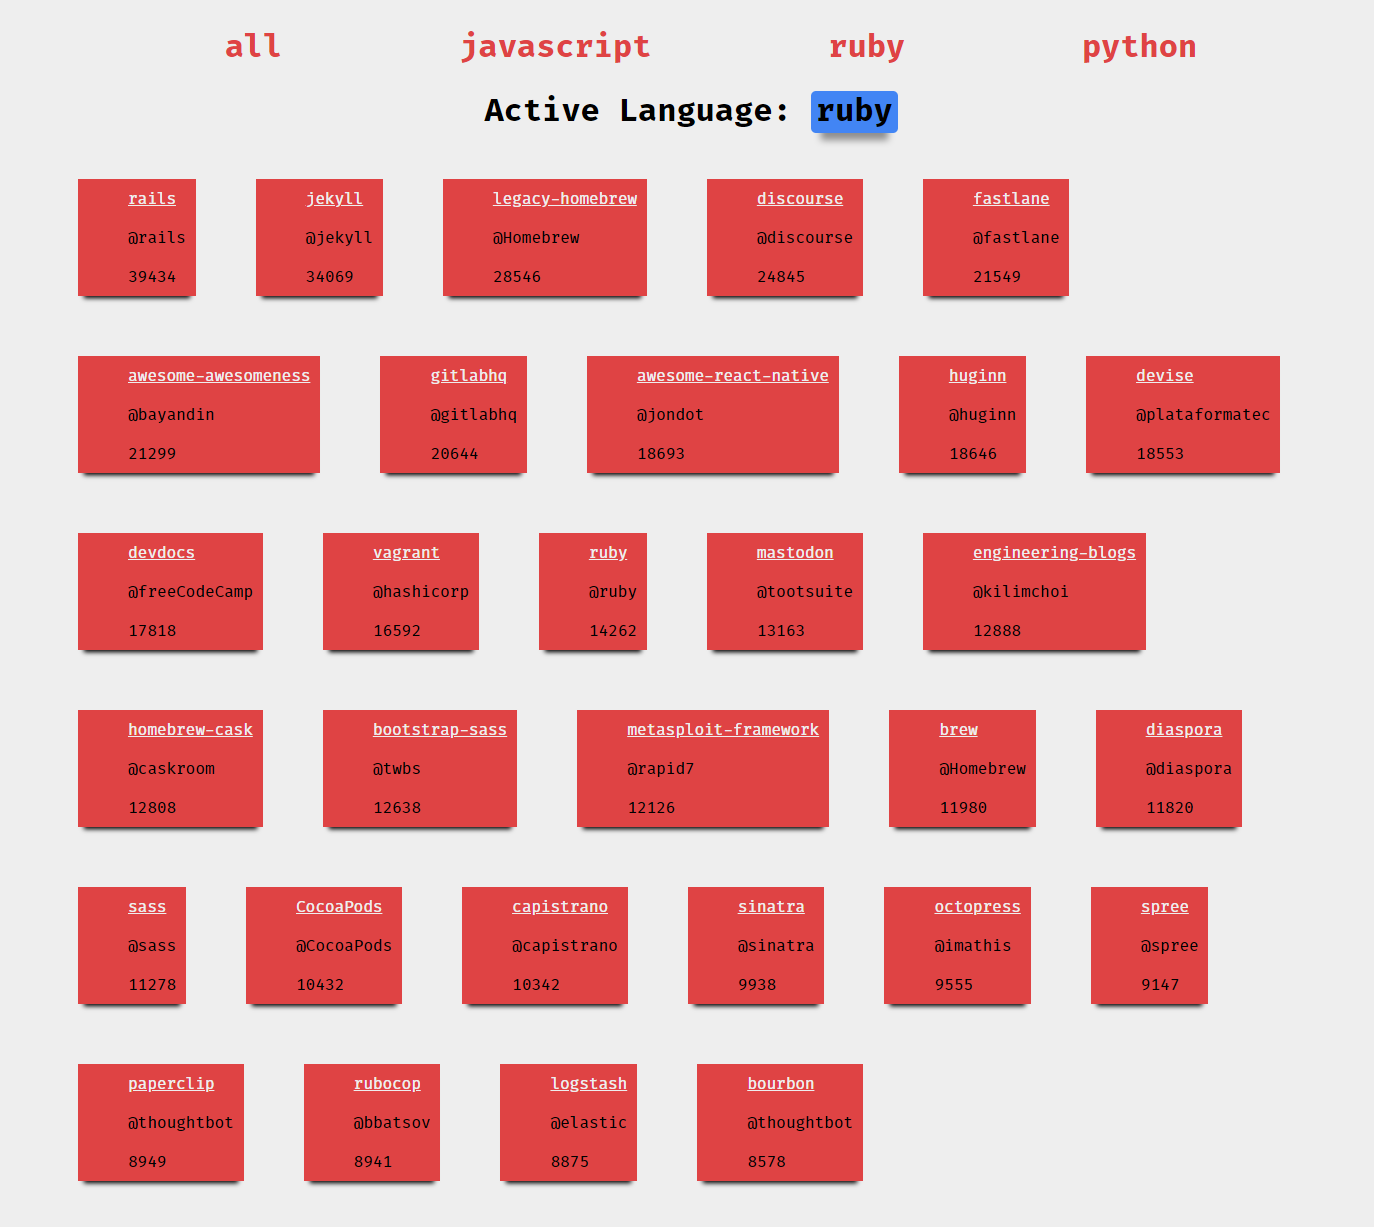 all javascript ruby python
Active Language: ruby
rails
@rails
39434
jekyll
@jekyll
34069
legacy-homebrew
@Homebrew
28546
discourse
@discourse
24845
fastlane
@fastlane
21549
awesome-awesomeness
@bayandin
21299
gitlabhq
@gitlabhq
20644
awesome-react-native
@jondot
18693
huginn
@huginn
18646
devise
@plataformatec
18553
devdocs
@freeCodeCamp
17818
vagrant
@hashicorp
16592
ruby
@ruby
14262
mastodon
@tootsuite
13163
engineering-blogs
@kilimchoi
12888
homebrew-cask
@caskroom
12808
bootstrap-sass
@twbs
12638
metasploit-framework
@rapid7
12126
brew
@Homebrew
11980
diaspora
@diaspora
11820
sass
@sass
11278
CocoaPods
@CocoaPods
10432
capistrano
@capistrano
10342
sinatra
@sinatra
9938
octopress
@imathis
9555
spree
@spree
9147
paperclip
@thoughtbot
8949
rubocop
@bbatsov
8941
logstash
@elastic
8875
bourbon
@thoughtbot
8578